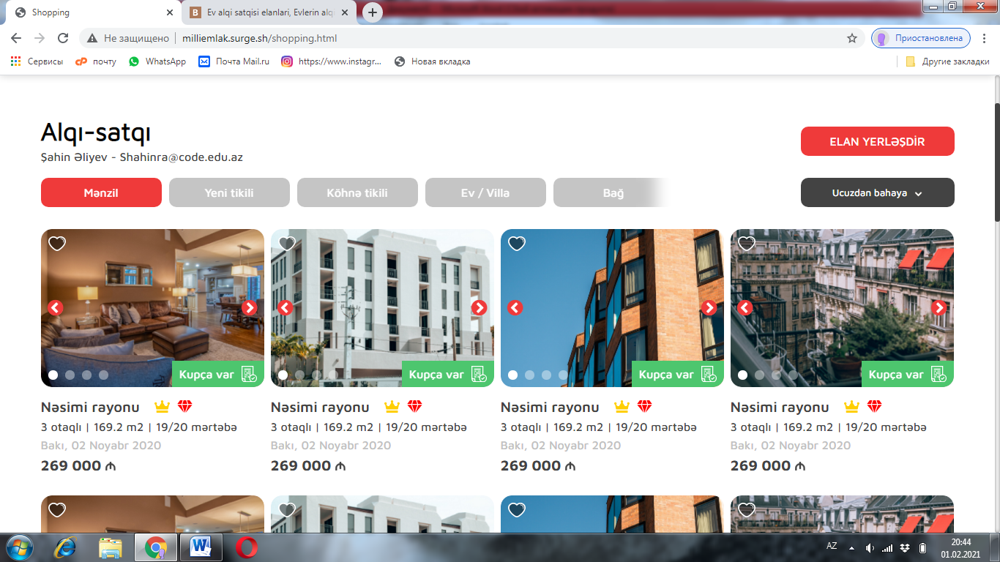 Shopping
Ev alqi satqisi elanlari, Evlerin alqi
Не защищено | milliemlak.surge.sh/shopping.html
Приостановлена
Сервисы почту WhatsApp Почта Mail.ru https://www.instagr... Новая вкладка Другие закладки
Alqı-satqı
Şahin Əliyev - Shahinra@code.edu.az
ELAN YERLƏŞDİR
Mənzil Yeni tikili Köhnə tikili Ev / Villa Bağ Ucuzdan bahaya
Kupça var Kupça var Kupça var Kupça var
Nəsimi rayonu Nəsimi rayonu Nəsimi rayonu Nəsimi rayonu
3 otaqlı | 169.2 m2 | 19/20 mərtəbə 3 otaqlı | 169.2 m2 | 19/20 mərtəbə 3 otaqlı | 169.2 m2 | 19/20 mərtəbə 3 otaqlı | 169.2 m2 | 19/20 mərtəbə
Bakı, 02 Noyabr 2020 Bakı, 02 Noyabr 2020 Bakı, 02 Noyabr 2020 Bakı, 02 Noyabr 2020
269 000 ₼ 269 000 ₼ 269 000 ₼ 269 000 ₼
AZ
20:44
01.02.2021